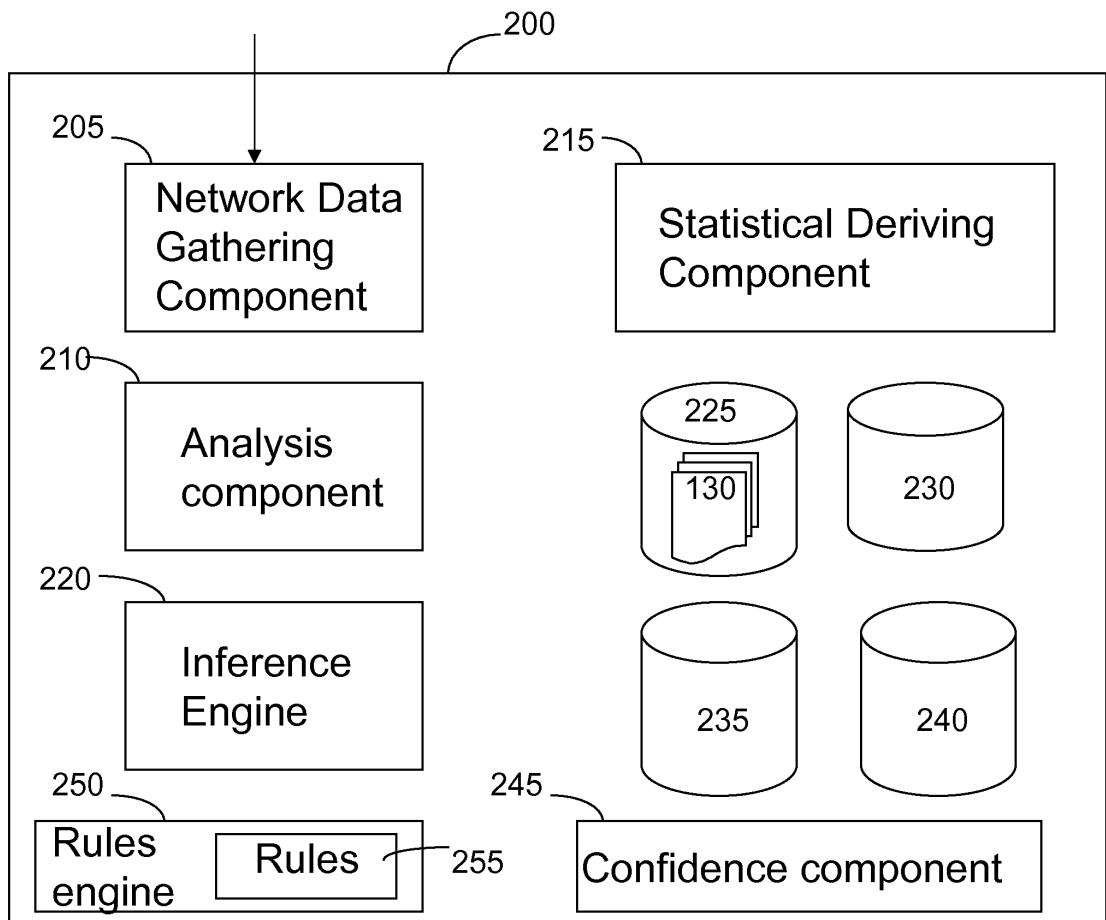 200
205
Network Data
Gathering
Component
215
Statistical Deriving
Component
210
Analysis
component
225
130
230
220
Inference
Engine
235
240
250
Rules
engine
Rules
255
245
Confidence component